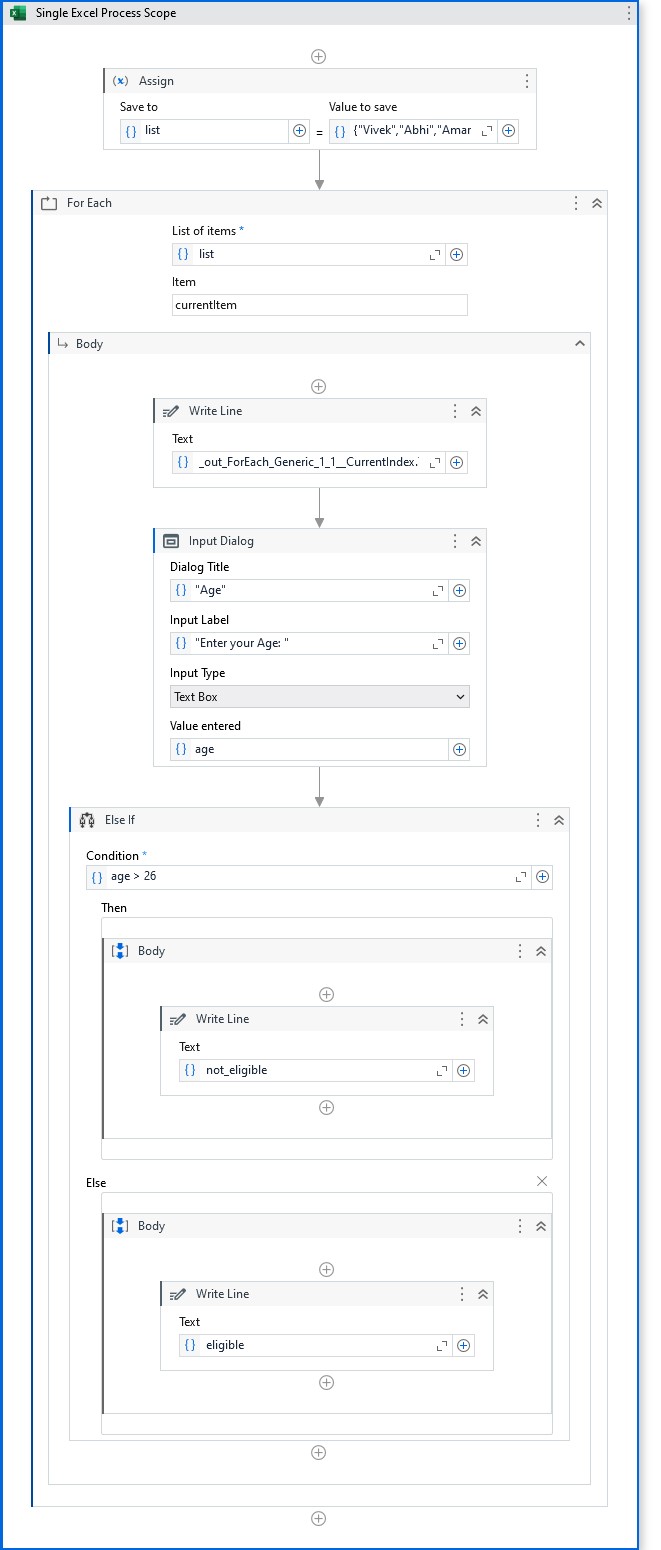 Single Excel Process Scope
Assign
Save to Value to save
list = {"Vivek","Abhi","Amar
For Each
List of items *
list
Item
currentItem
Body
Write Line
Text
_out_ForEach_Generic_1_1__CurrentIndex.
Input Dialog
Dialog Title
"Age"
Input Label
"Enter your Age: "
Input Type
Text Box
Value entered
age
Else If
Condition *
age > 26
Then
Body
Write Line
Text
not_eligible
Else
Body
Write Line
Text
eligible